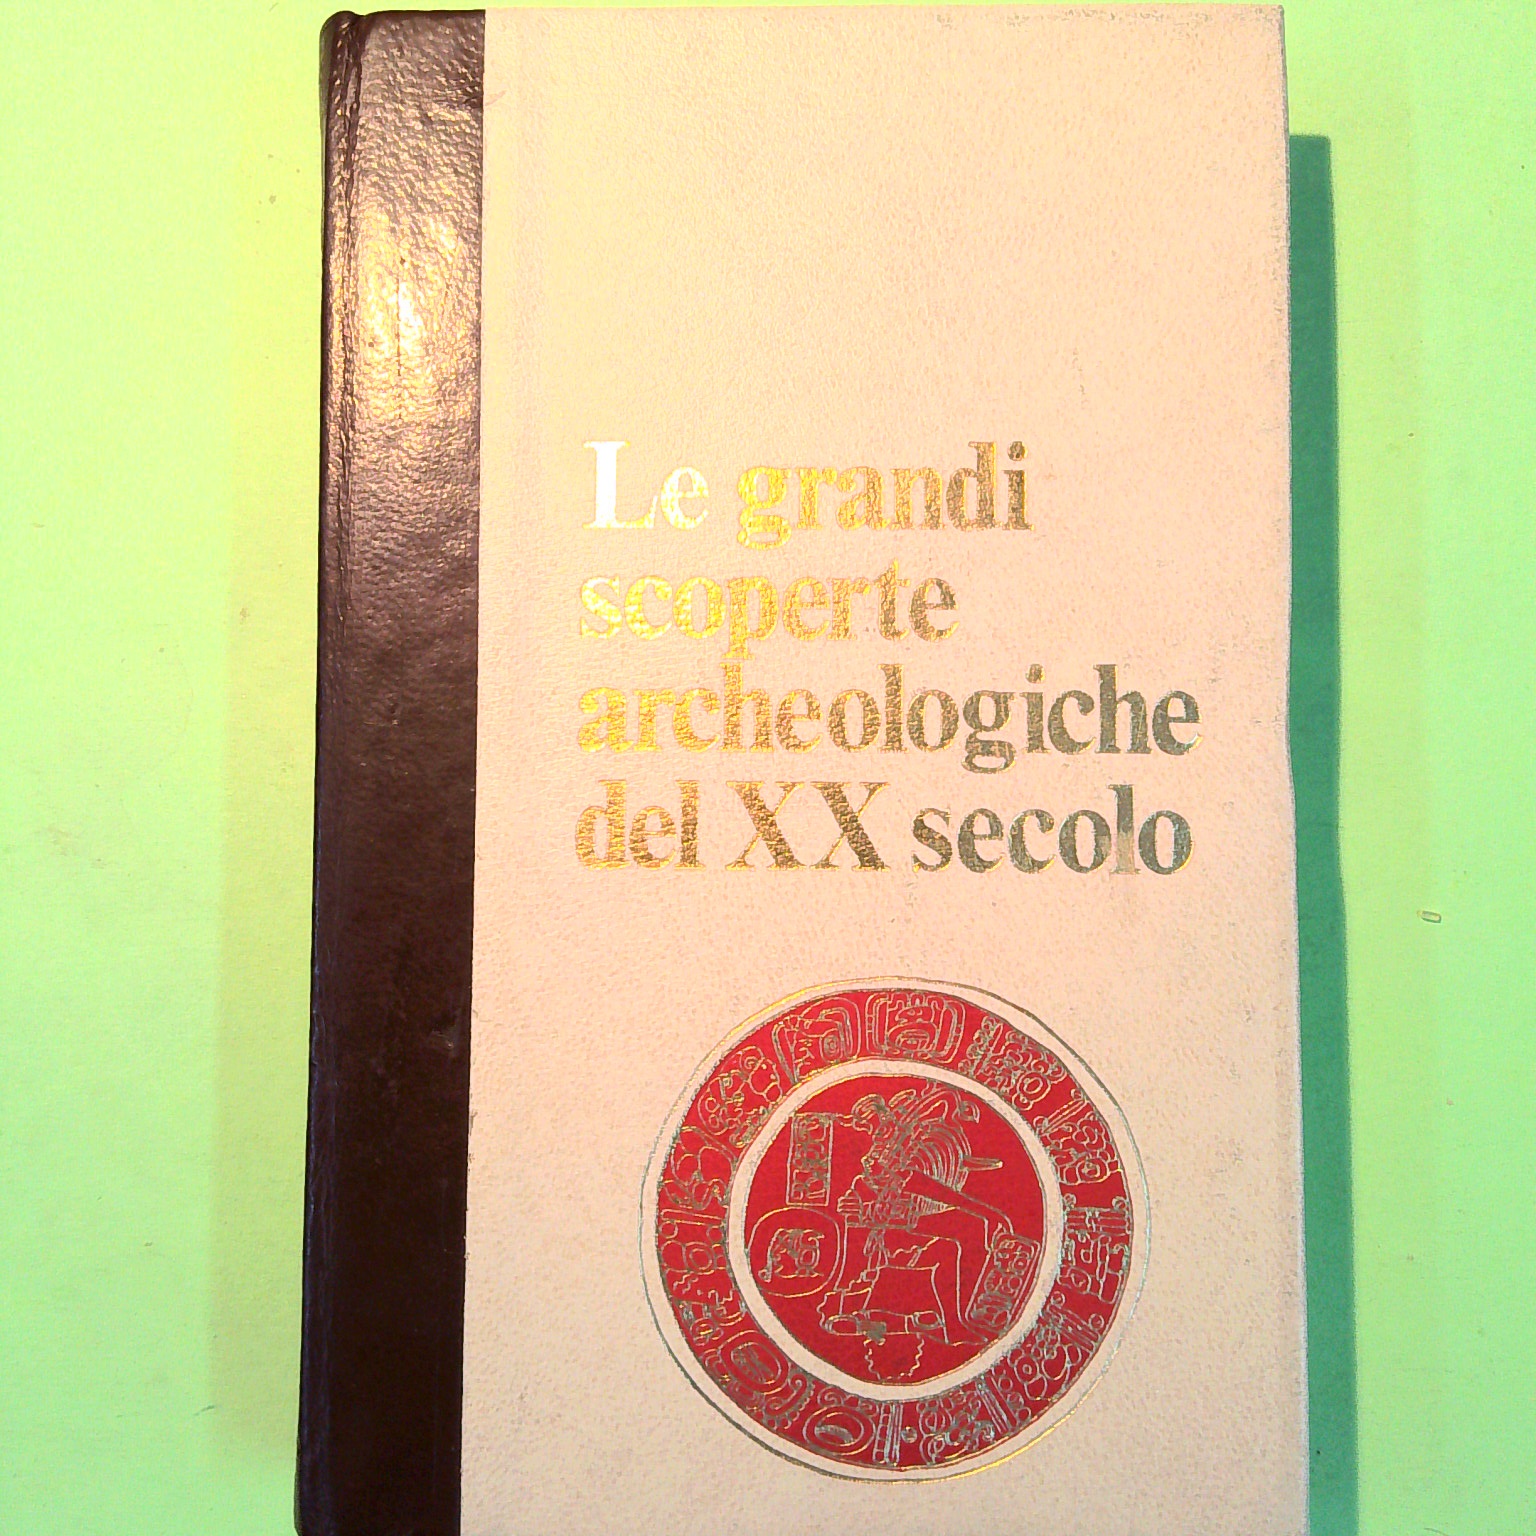 Le grandi
scoperte
archeologiche
del XX secolo